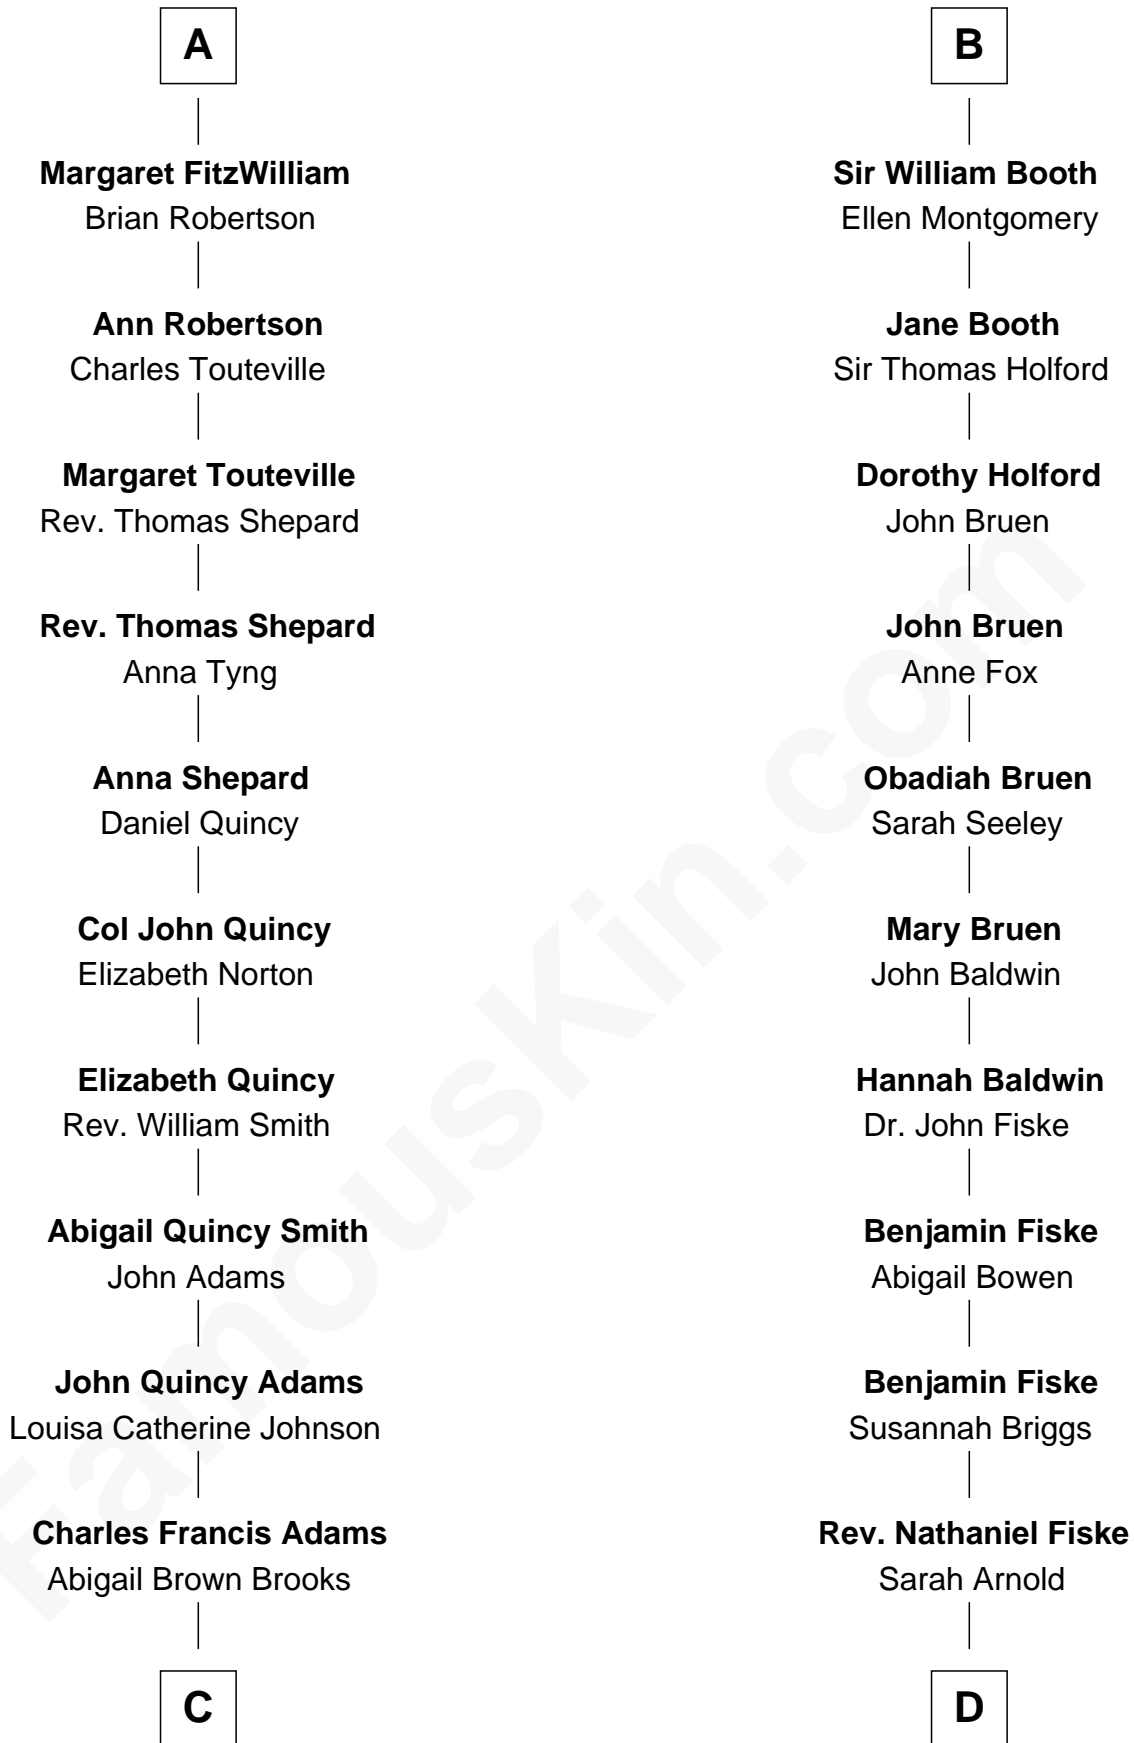 A
Margaret FitzWilliam
Brian Robertson
Ann Robertson
Charles Touteville
Margaret Touteville
Rev. Thomas Shepard
Rev. Thomas Shepard
Anna Tyng
Anna Shepard
Daniel Quincy
Col John Quincy
Elizabeth Norton
Elizabeth Quincy
Rev. William Smith
Abigail Quincy Smith
John Adams
John Quincy Adams
Louisa Catherine Johnson
Charles Francis Adams
Abigail Brown Brooks
C
B
Sir William Booth
Ellen Montgomery
Jane Booth
Sir Thomas Holford
Dorothy Holford
John Bruen
John Bruen
Anne Fox
Obadiah Bruen
Sarah Seeley
Mary Bruen
John Baldwin
Hannah Baldwin
Dr. John Fiske
Benjamin Fiske
Abigail Bowen
Benjamin Fiske
Susannah Briggs
Rev. Nathaniel Fiske
Sarah Arnold
D
FamousKin.com